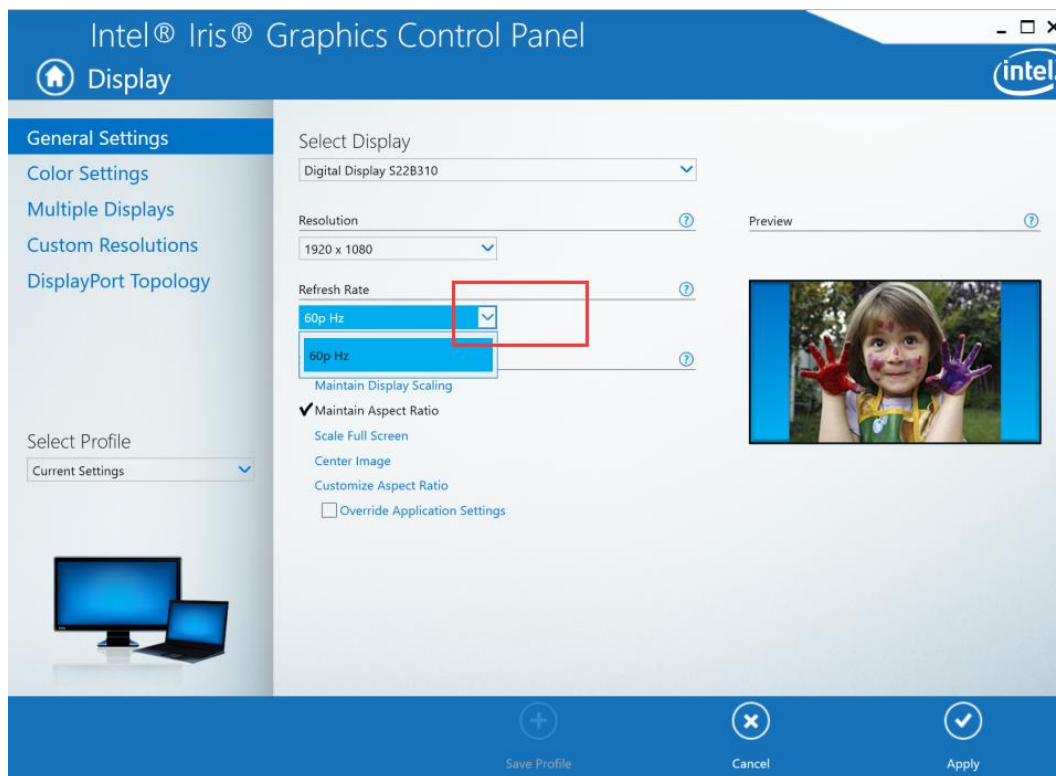 Intel® Iris® Graphics Control Panel
Display
intel
General Settings
Color Settings
Multiple Displays
Custom Resolutions
DisplayPort Topology
Select Profile
Current Settings
Select Display
Digital Display S22B310
Resolution
1920 x 1080
Refresh Rate
60p Hz
60p Hz
Maintain Display Scaling
Maintain Aspect Ratio
Scale Full Screen
Center Image
Customize Aspect Ratio
Override Application Settings
Preview
Save Profile
Cancel
Apply